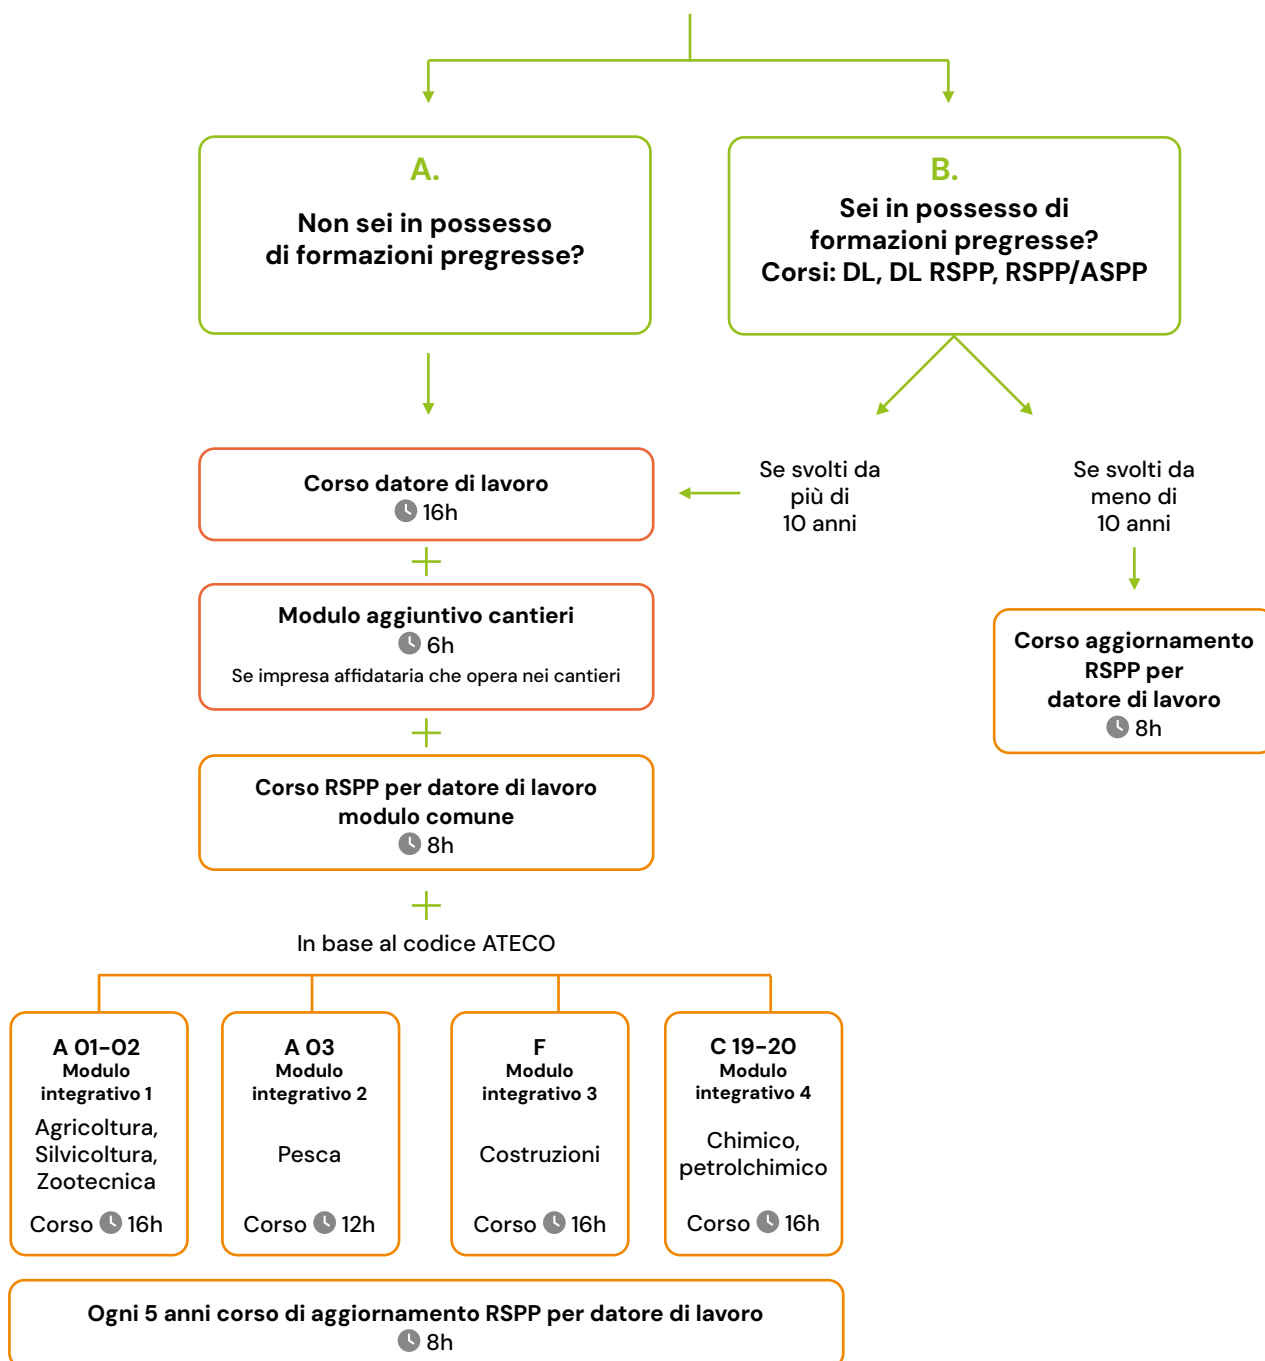 A.
Non sei in possesso
di formazioni pregresse?
B.
Sei in possesso di
formazioni pregresse?
Corsi: DL, DL RSPP, RSPP/ASPP
Se svolti da
più di
10 anni
Se svolti da
meno di
10 anni
Corso datore di lavoro
16h
+
Modulo aggiuntivo cantieri
6h
Se impresa affidataria che opera nei cantieri
+
Corso RSPP per datore di lavoro
modulo comune
8h
Corso aggiornamento
RSPP per
datore di lavoro
8h
+
In base al codice ATECO
A 01-02
Modulo
integrativo 1
Agricoltura,
Silvicoltura,
Zootecnica
Corso 16h
A 03
Modulo
integrativo 2
Pesca
Corso 12h
F
Modulo
integrativo 3
Costruzioni
Corso 16h
C 19-20
Modulo
integrativo 4
Chimico,
petrolchimico
Corso 16h
Ogni 5 anni corso di aggiornamento RSPP per datore di lavoro
8h